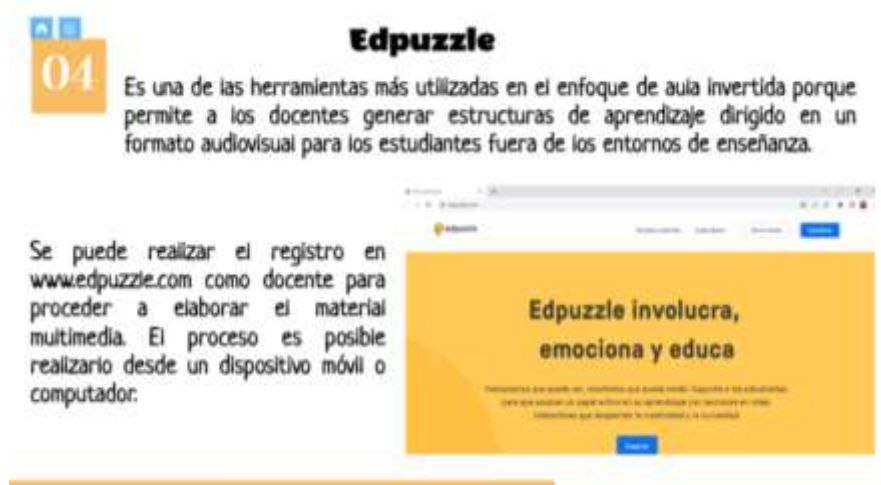 Edpuzzle
04
Es una de las herramientas más utilizadas en el enfoque de aula invertida porque
permite a los docentes generar estructuras de aprendizaje dirigido en un
formato audiovisual para los estudiantes fuera de los entornos de enseñanza.
Se puede realizar el registro en
www.edpuzzle.com como docente para
proceder a elaborar el material
multimedia. El proceso es posible
realizarlo desde un dispositivo móvil o
computador.
edpuzzle
Edpuzzle involucra,
emociona y educa